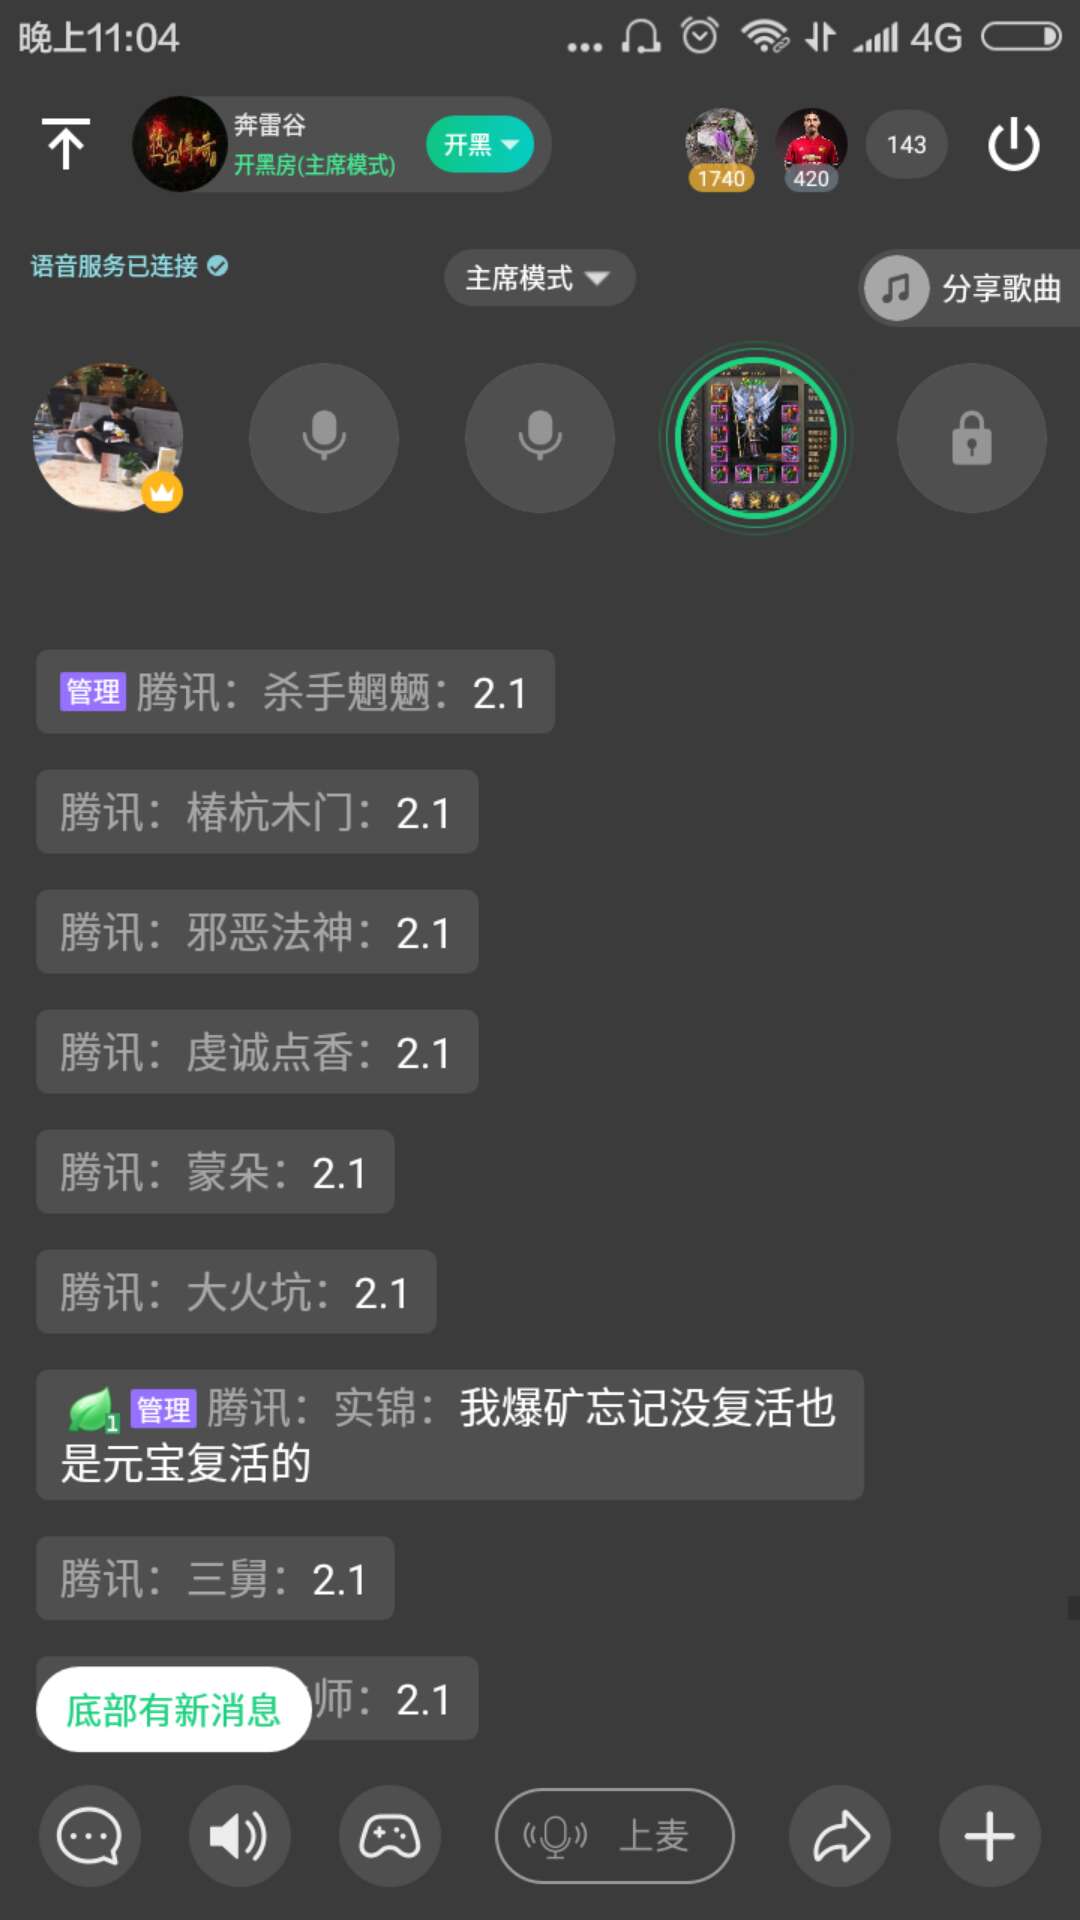 晚上11:04
4G
奔雷谷
开黑房(主席模式)
开黑
1740
420
143
语音服务已连接
主席模式
分享歌曲
管理 腾讯：杀手魍魉：2.1
腾讯：椿杭木门：2.1
腾讯：邪恶法神：2.1
腾讯：虔诚点香：2.1
腾讯：蒙朵：2.1
腾讯：大火坑：2.1
1 管理 腾讯：实锦：我爆矿忘记没复活也
是元宝复活的
腾讯：三舅：2.1
师：2.1
底部有新消息
上麦